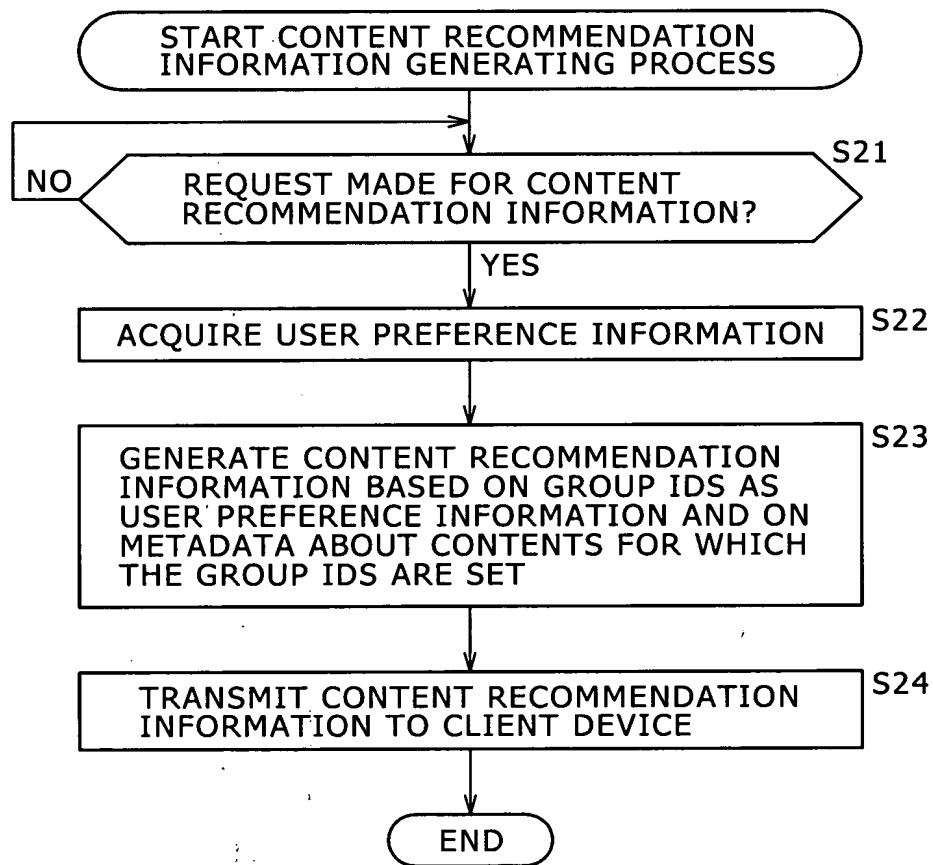 START CONTENT RECOMMENDATION
INFORMATION GENERATING PROCESS
S21
NO
REQUEST MADE FOR CONTENT
RECOMMENDATION INFORMATION?
YES
S22
ACQUIRE USER PREFERENCE INFORMATION
S23
GENERATE CONTENT RECOMMENDATION
INFORMATION BASED ON GROUP IDS AS
USER PREFERENCE INFORMATION AND ON
METADATA ABOUT CONTENTS FOR WHICH
THE GROUP IDS ARE SET
S24
TRANSMIT CONTENT RECOMMENDATION
INFORMATION TO CLIENT DEVICE
END